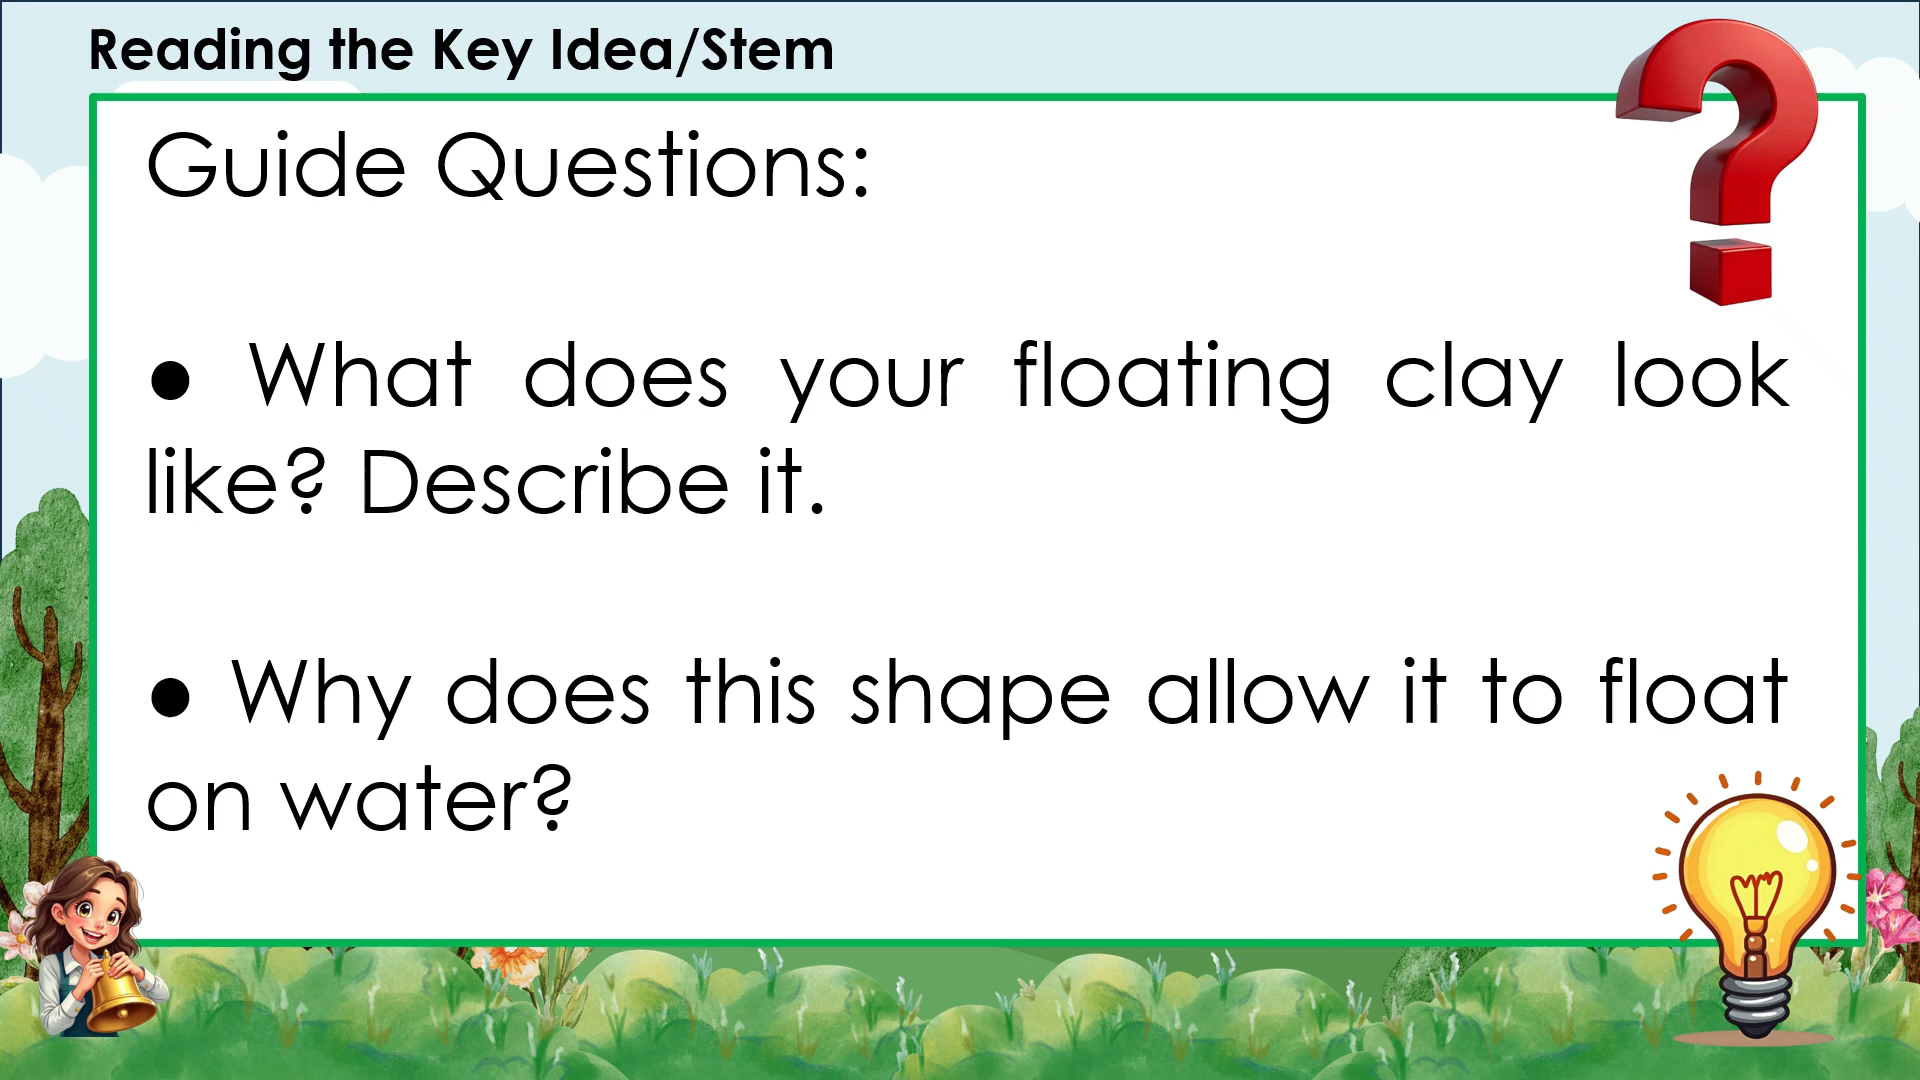 Reading the Key Idea/Stem
Guide Questions:
● What does your floating clay look
like? Describe it.
● Why does this shape allow it to float
on water?